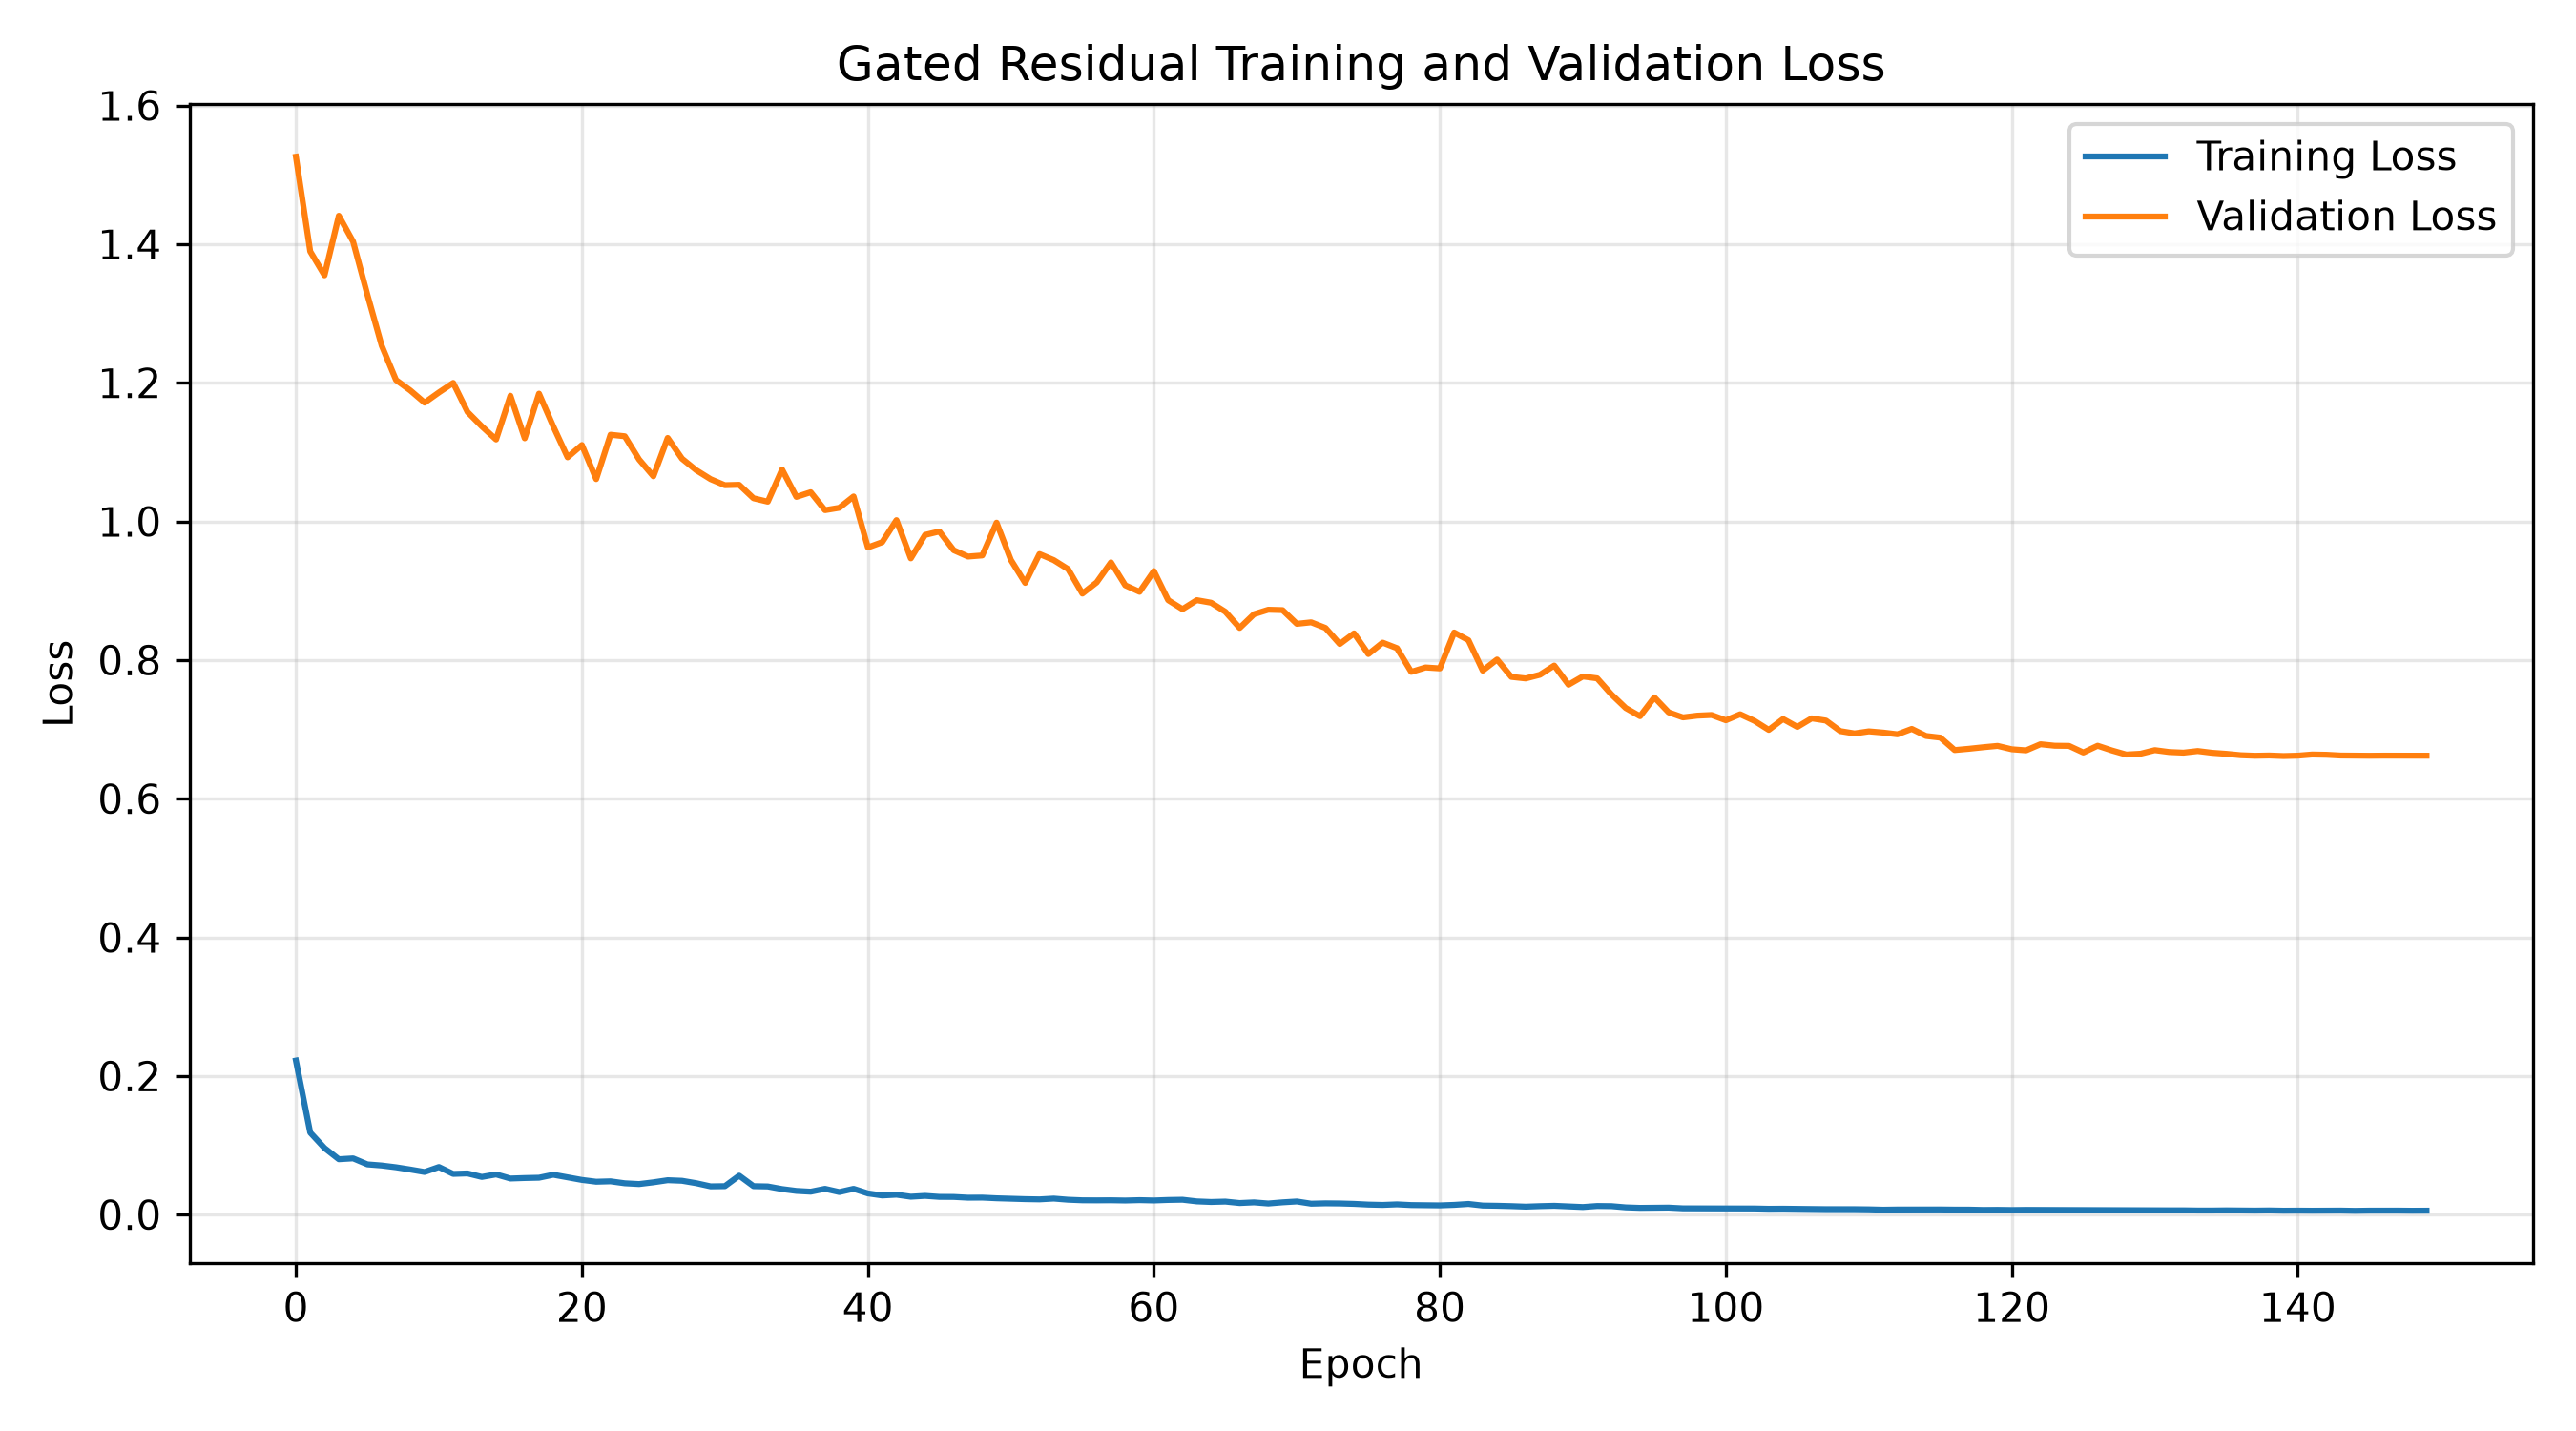 Gated Residual Training and Validation Loss
Training Loss
Validation Loss
1.6
1.4
1.2
1.0
0.8
0.6
0.4
0.2
0.0
Loss
0 20 40 60 80 100 120 140
Epoch